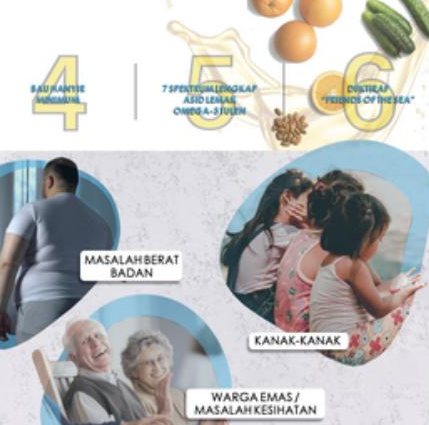 4
BAU HANYIR
MINIMUM
5
7 SPEKTRUM LENGKAP
ASID LEMAK
OMEGA-3 TULEN
6
DIIKTIRAF
"FRIENDS OF THE SEA"
MASALAH BERAT
BADAN
KANAK-KANAK
WARGA EMAS /
MASALAH KESIHATAN